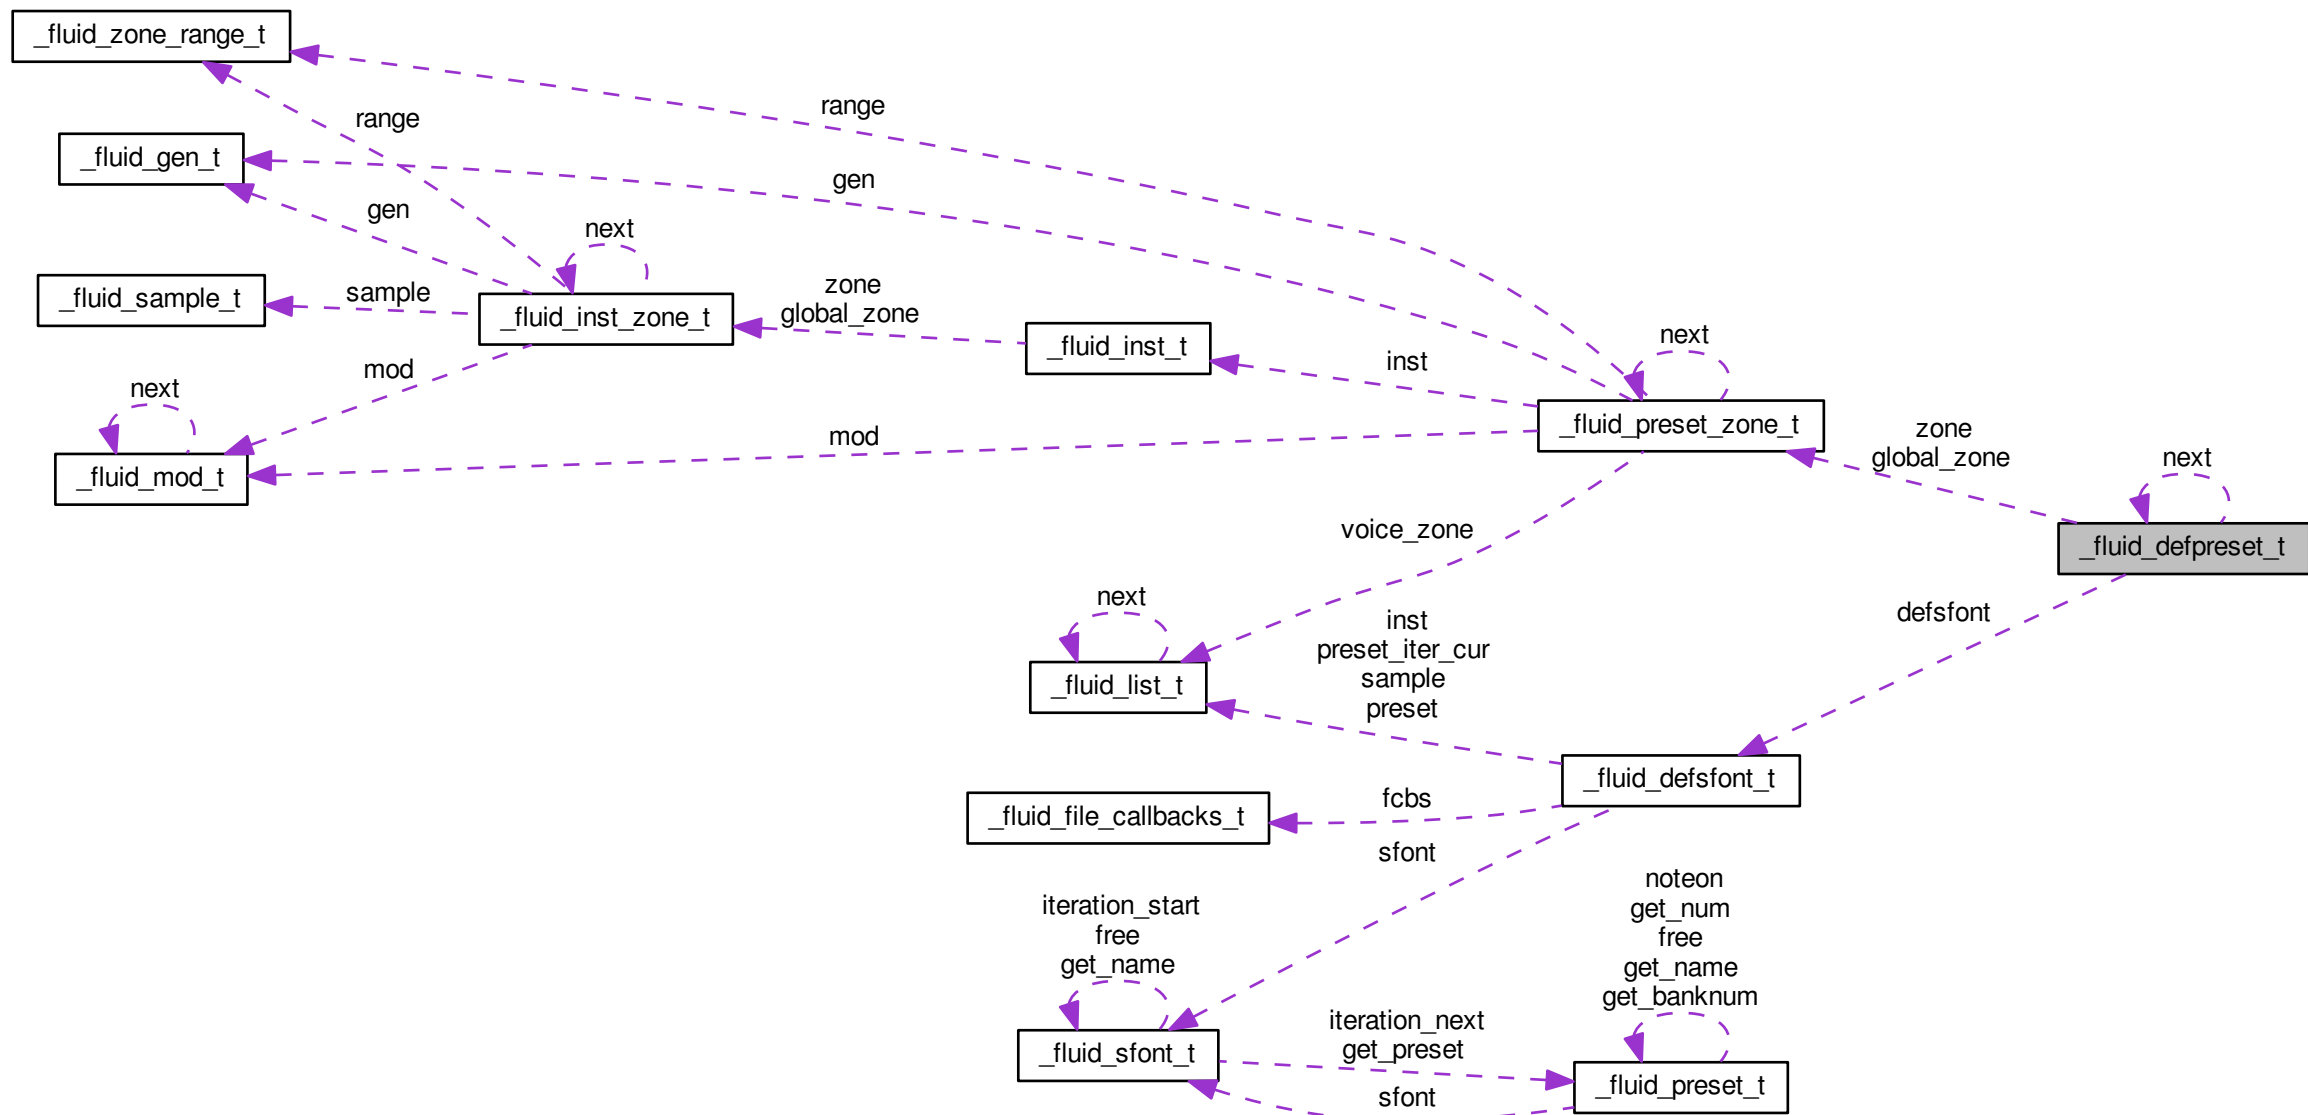 _fluid_zone_range_t
range
range
_fluid_gen_t
gen
gen
next
_fluid_sample_t
sample
_fluid_inst_zone_t
zone
global_zone
_fluid_inst_t
inst
next
mod
next
_fluid_mod_t
mod
_fluid_preset_zone_t
zone
global_zone
next
_fluid_defpreset_t
voice_zone
defsfont
next
_fluid_list_t
inst
preset_iter_cur
sample
preset
_fluid_defsfont_t
_fluid_file_callbacks_t
fcbs
sfont
iteration_start
free
get_name
noteon
get_num
free
get_name
get_banknum
_fluid_sfont_t
iteration_next
get_preset
_fluid_preset_t
sfont